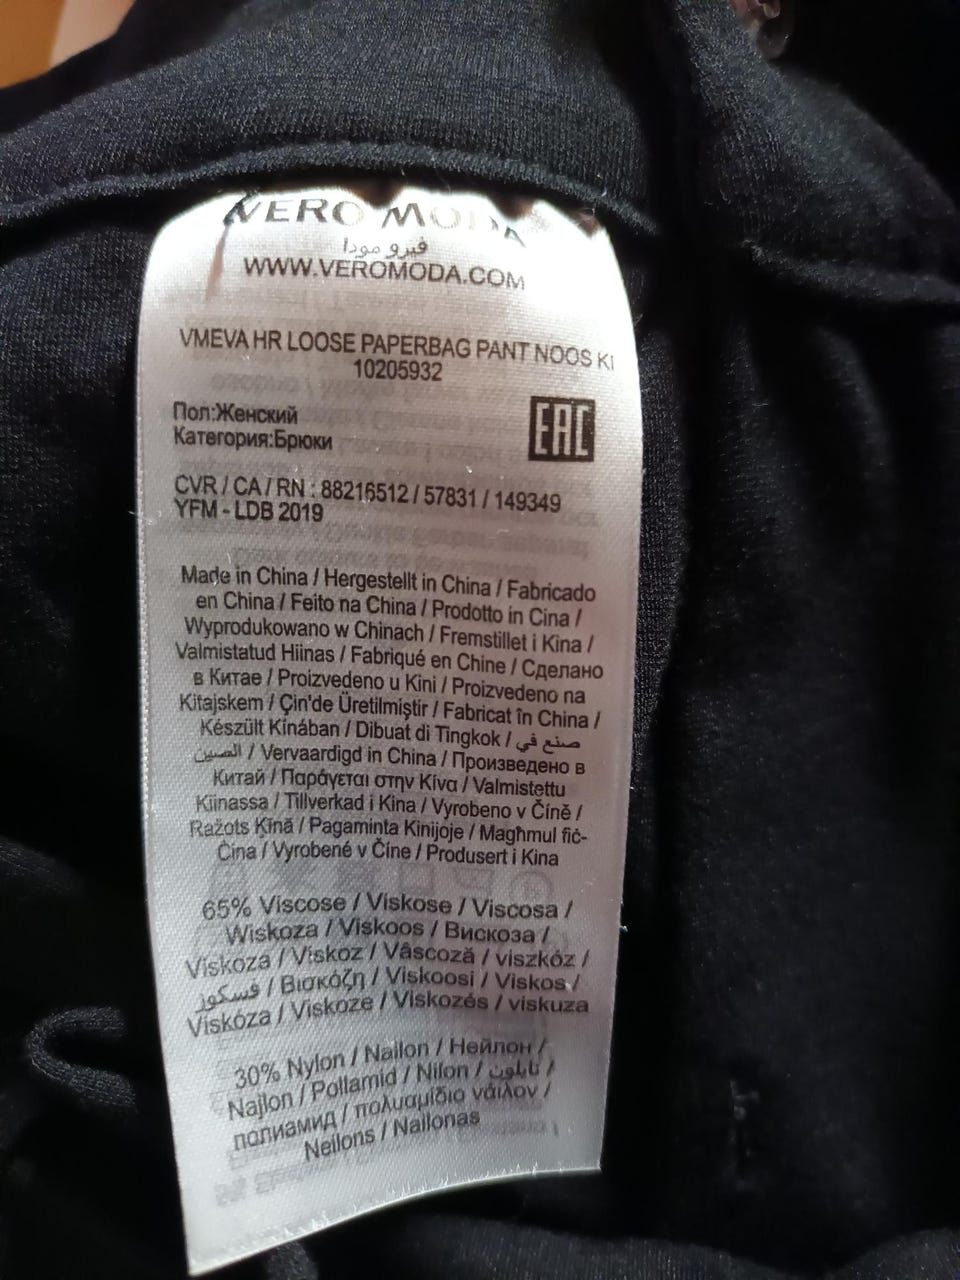 VERO MODA
فيرو مودا
WWW.VEROMODA.COM
VMEVA HR LOOSE PAPERBAG PANT NOOS KI
10205932
Пол:Женский
Категория:Брюки
EAC
CVR / CA / RN : 88216512 / 57831 / 149349
YFM - LDB 2019
Made in China / Hergestellt in China / Fabricado
en China / Feito na China / Prodotto in Cina /
Wyprodukowano w Chinach / Fremstillet i Kina /
Valmistatud Hiinas / Fabriqué en Chine / Сделано
в Китае / Proizvedeno u Kini / Proizvedeno na
Kitajskem / Çin'de Üretilmiştir / Fabricat în China /
Készült Kínában / Dibuat di Tingkok / صنع في
الصين / Vervaardigd in China / Произведено в
Китай / Παράγεται στην Κίνα / Valmistettu
Kiinassa / Tillverkad i Kina / Vyrobeno v Číně /
Ražots Ķīnā / Pagaminta Kinijoje / Magħmul fiċ-
Ċina / Vyrobené v Číne / Produsert i Kina
65% Viscose / Viskose / Viscosa /
Wiskoza / Viskoos / Вискоза /
Viskoza / Viskoz / Vâscoză / viszkóz /
فسكوز / Βισκόζη / Viskoosi / Viskos /
Viskóza / Viskoze / Viskozės / viskuza
30% Nylon / Nailon / Нейлон /
Najlon / Poliamid / Nilon / نايلون /
полиамид / πολυαμίδιο νάιλον /
Neilons / Nailonas